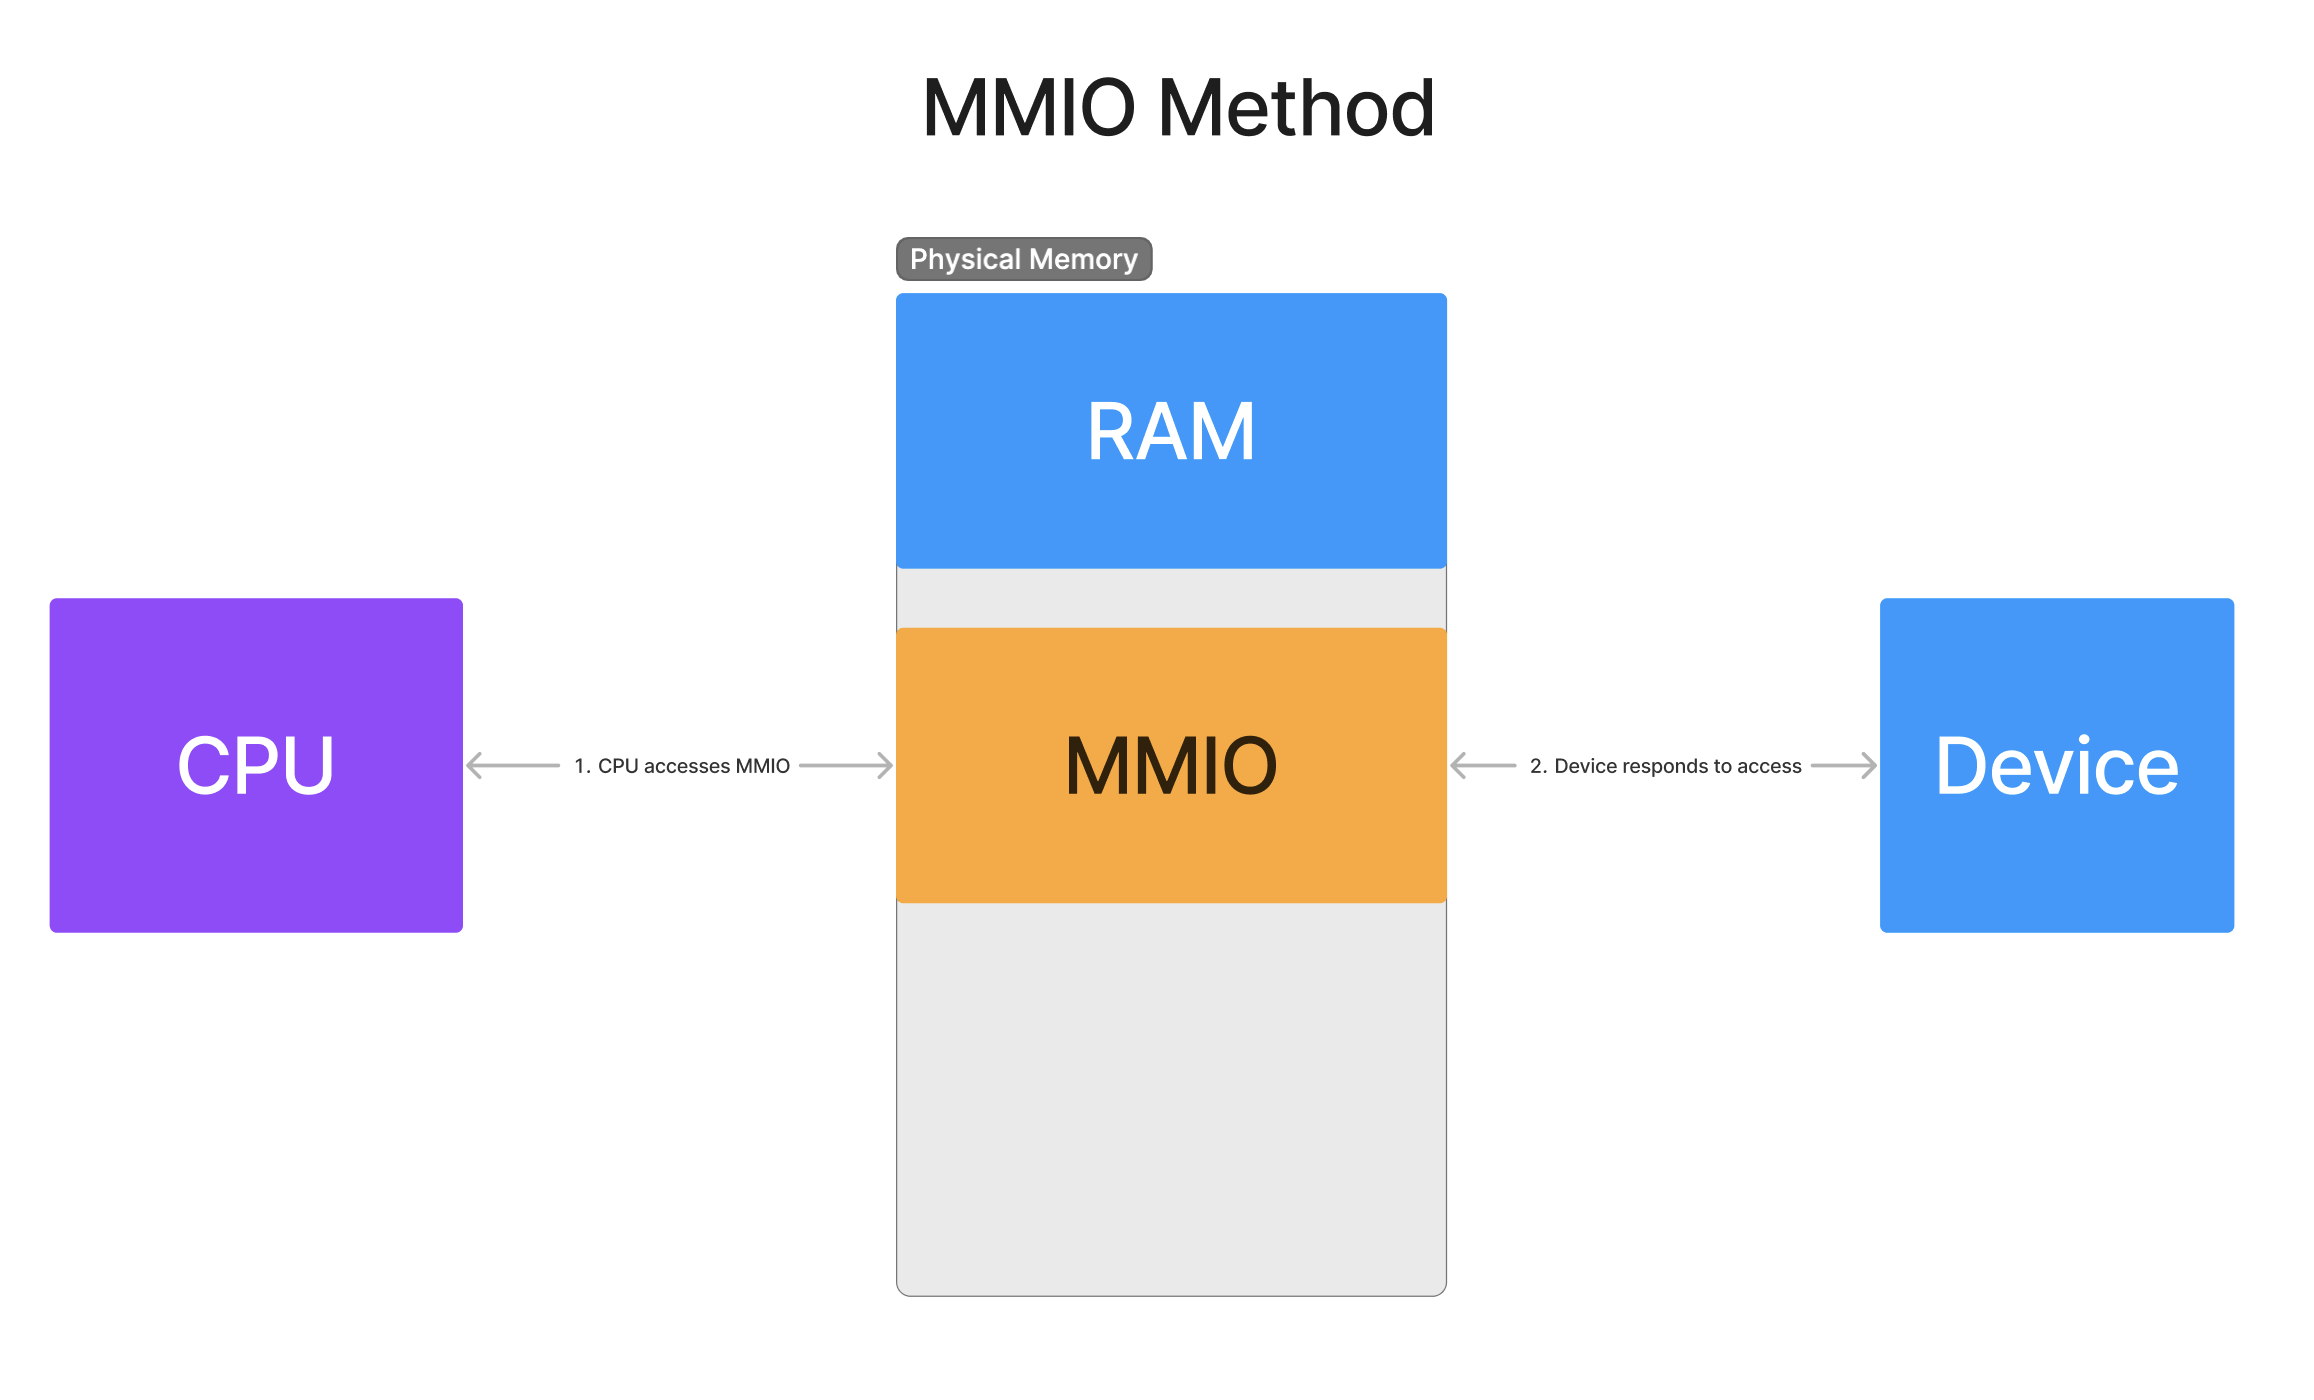 MMIO Method
Physical Memory
RAM
CPU
1. CPU accesses MMIO
MMIO
2. Device responds to access
Device